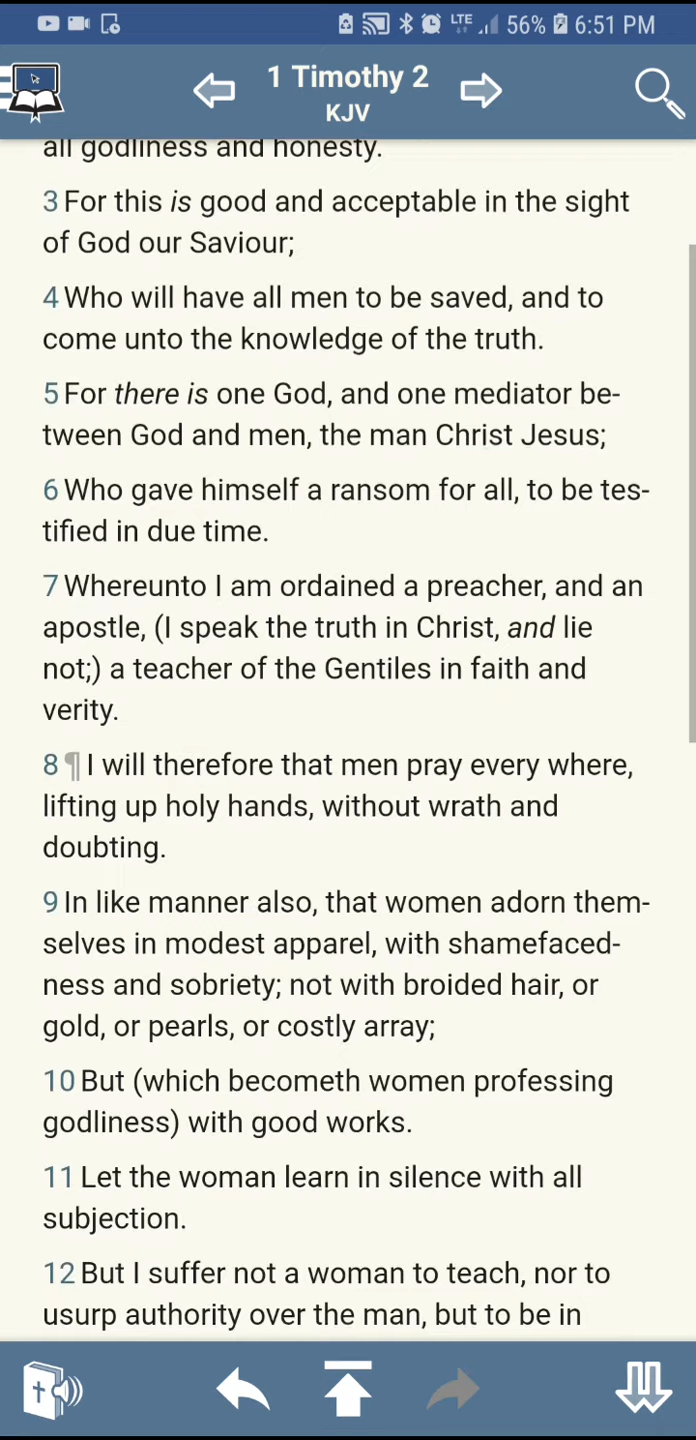 LTE 56% 6:51 PM
1 Timothy 2
KJV
all godliness and honesty.
3 For this is good and acceptable in the sight
of God our Saviour;
4 Who will have all men to be saved, and to
come unto the knowledge of the truth.
5 For there is one God, and one mediator be-
tween God and men, the man Christ Jesus;
6 Who gave himself a ransom for all, to be tes-
tified in due time.
7 Whereunto I am ordained a preacher, and an
apostle, (I speak the truth in Christ, and lie
not;) a teacher of the Gentiles in faith and
verity.
8 ¶ I will therefore that men pray every where,
lifting up holy hands, without wrath and
doubting.
9 In like manner also, that women adorn them-
selves in modest apparel, with shamefaced-
ness and sobriety; not with broided hair, or
gold, or pearls, or costly array;
10 But (which becometh women professing
godliness) with good works.
11 Let the woman learn in silence with all
subjection.
12 But I suffer not a woman to teach, nor to
usurp authority over the man, but to be in